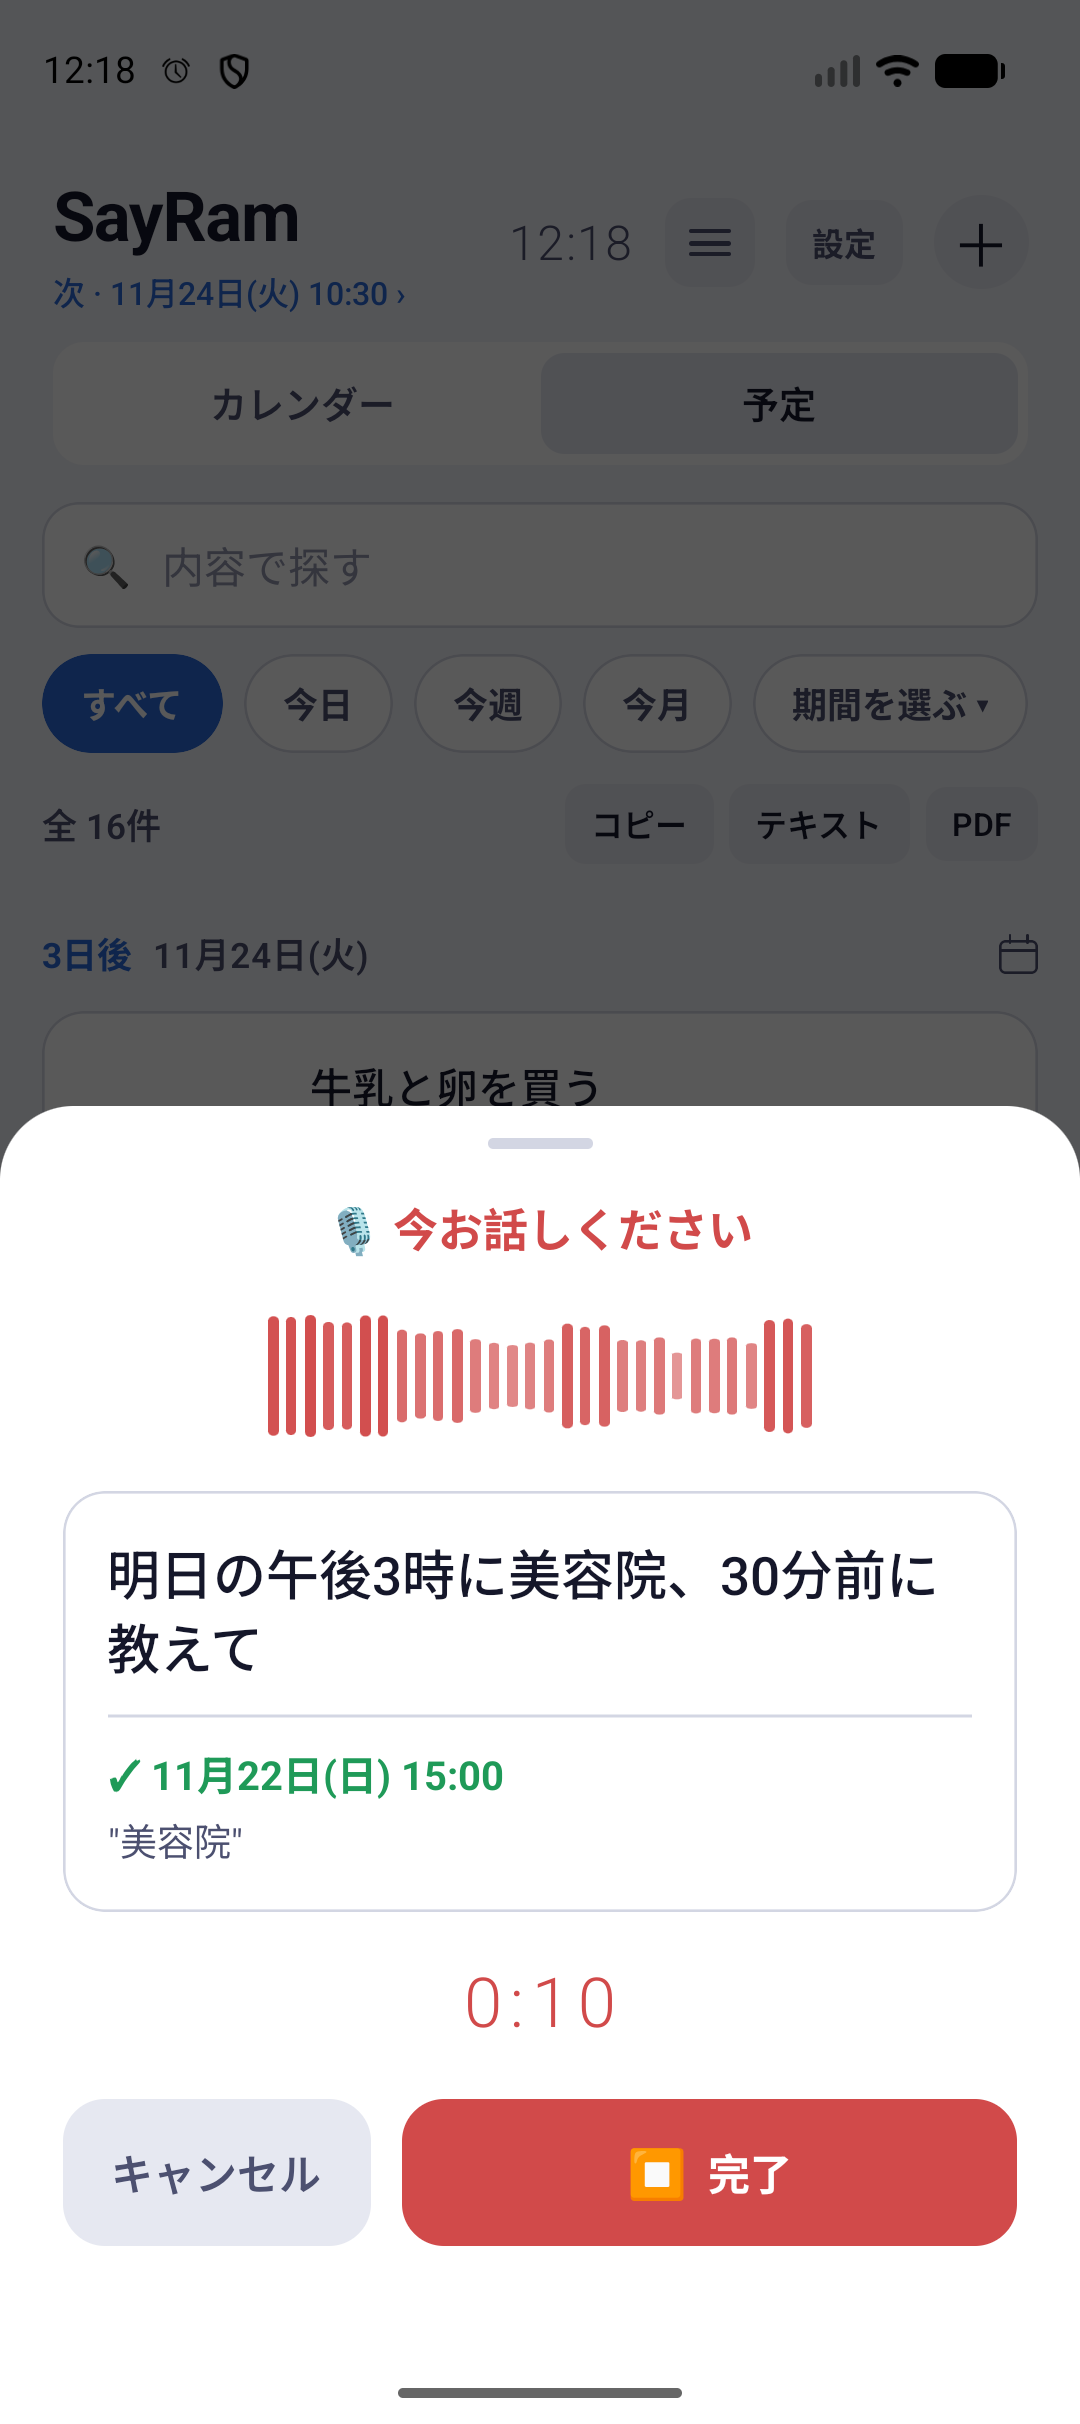 12:18
SayRam
12:18
設定
次 · 11月24日(火) 10:30 ›
カレンダー
予定
内容で探す
すべて
今日
今週
今月
期間を選ぶ ▾
全 16件
コピー
テキスト
PDF
3日後 11月24日(火)
牛乳と卵を買う
今お話しください
明日の午後3時に美容院、30分前に
教えて
✓ 11月22日(日) 15:00
"美容院"
0:10
キャンセル
完了